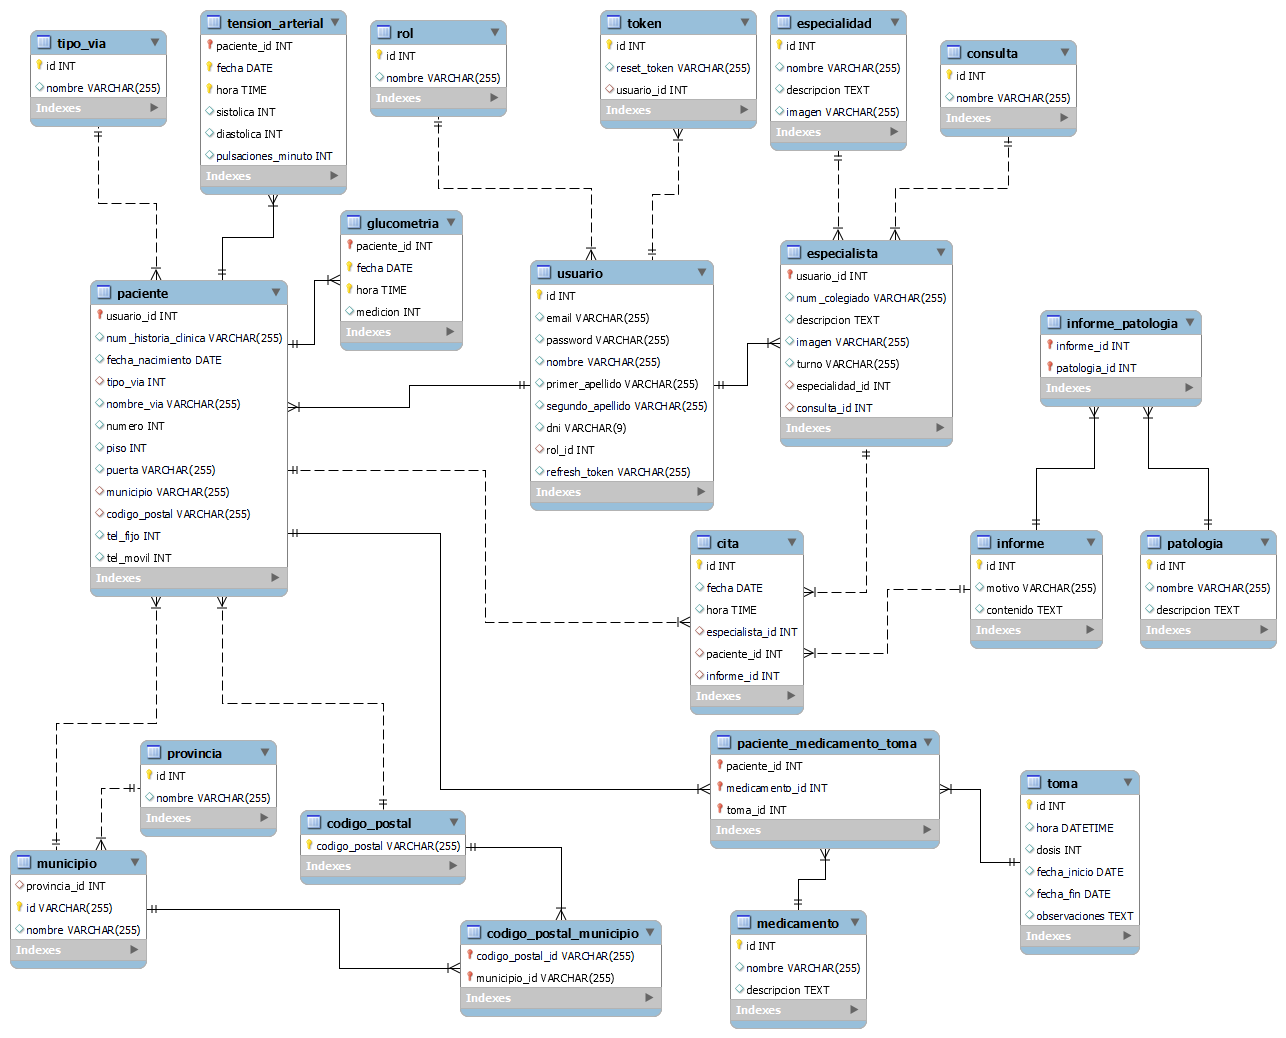 tipo_via
id INT
nombre VARCHAR(255)
Indexes
tension_arterial
paciente_id INT
fecha DATE
hora TIME
sistolica INT
diastolica INT
pulsaciones_minuto INT
Indexes
rol
id INT
nombre VARCHAR(255)
Indexes
token
id INT
reset_token VARCHAR(255)
usuario_id INT
Indexes
especialidad
id INT
nombre VARCHAR(255)
descripcion TEXT
imagen VARCHAR(255)
Indexes
consulta
id INT
nombre VARCHAR(255)
Indexes
glucometria
paciente_id INT
fecha DATE
hora TIME
medicion INT
Indexes
paciente
usuario_id INT
num_historia_clinica VARCHAR(255)
fecha_nacimiento DATE
tipo_via INT
nombre_via VARCHAR(255)
numero INT
piso INT
puerta VARCHAR(255)
municipio VARCHAR(255)
codigo_postal VARCHAR(255)
tel_fijo INT
tel_movil INT
Indexes
usuario
id INT
email VARCHAR(255)
password VARCHAR(255)
nombre VARCHAR(255)
primer_apellido VARCHAR(255)
segundo_apellido VARCHAR(255)
dni VARCHAR(9)
rol_id INT
refresh_token VARCHAR(255)
Indexes
especialista
usuario_id INT
num_colegiado VARCHAR(255)
descripcion TEXT
imagen VARCHAR(255)
turno VARCHAR(255)
especialidad_id INT
consulta_id INT
Indexes
informe_patologia
informe_id INT
patologia_id INT
Indexes
cita
id INT
fecha DATE
hora TIME
especialista_id INT
paciente_id INT
informe_id INT
Indexes
informe
id INT
motivo VARCHAR(255)
contenido TEXT
Indexes
patologia
id INT
nombre VARCHAR(255)
descripcion TEXT
Indexes
provincia
id INT
nombre VARCHAR(255)
Indexes
paciente_medicamento_toma
paciente_id INT
medicamento_id INT
toma_id INT
Indexes
toma
id INT
hora DATETIME
dosis INT
fecha_inicio DATE
fecha_fin DATE
observaciones TEXT
Indexes
codigo_postal
codigo_postal VARCHAR(255)
Indexes
municipio
provincia_id INT
id VARCHAR(255)
nombre VARCHAR(255)
Indexes
codigo_postal_municipio
codigo_postal_id VARCHAR(255)
municipio_id VARCHAR(255)
Indexes
medicamento
id INT
nombre VARCHAR(255)
descripcion TEXT
Indexes